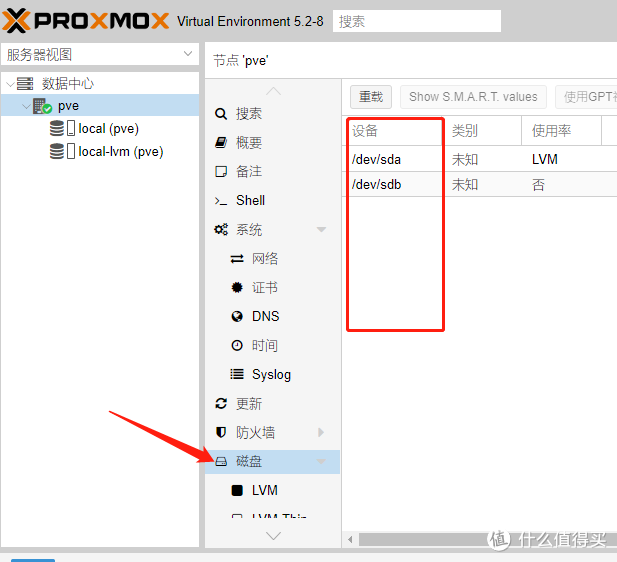 PROXMOX Virtual Environment 5.2-8 搜索
服务器视图
数据中心
pve
local (pve)
local-lvm (pve)
节点 'pve'
搜索
概要
备注
Shell
系统
网络
证书
DNS
时间
Syslog
更新
防火墙
磁盘
LVM
重载 Show S.M.A.R.T. values 使用GPT
设备 类别 使用率
/dev/sda 未知 LVM
/dev/sdb 未知 否
值 什么值得买